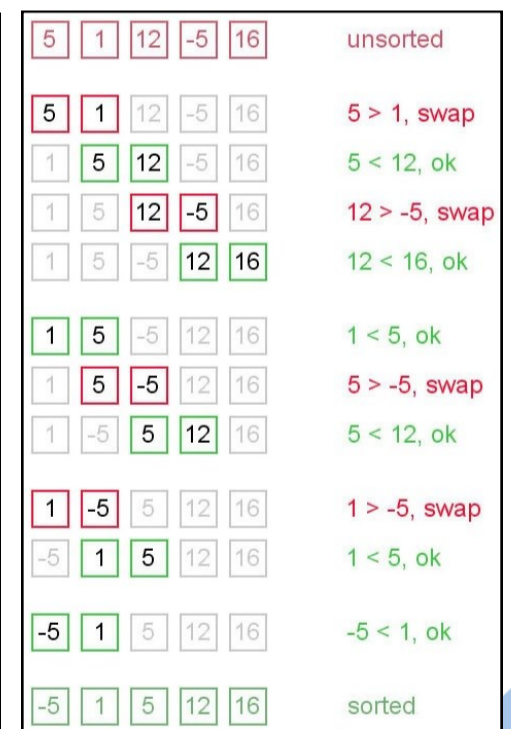 5 1 12 -5 16 unsorted
5 1 12 -5 16 5 > 1, swap
1 5 12 -5 16 5 < 12, ok
1 5 12 -5 16 12 > -5, swap
1 5 -5 12 16 12 < 16, ok
1 5 -5 12 16 1 < 5, ok
1 5 -5 12 16 5 > -5, swap
1 -5 5 12 16 5 < 12, ok
1 -5 5 12 16 1 > -5, swap
-5 1 5 12 16 1 < 5, ok
-5 1 5 12 16 -5 < 1, ok
-5 1 5 12 16 sorted